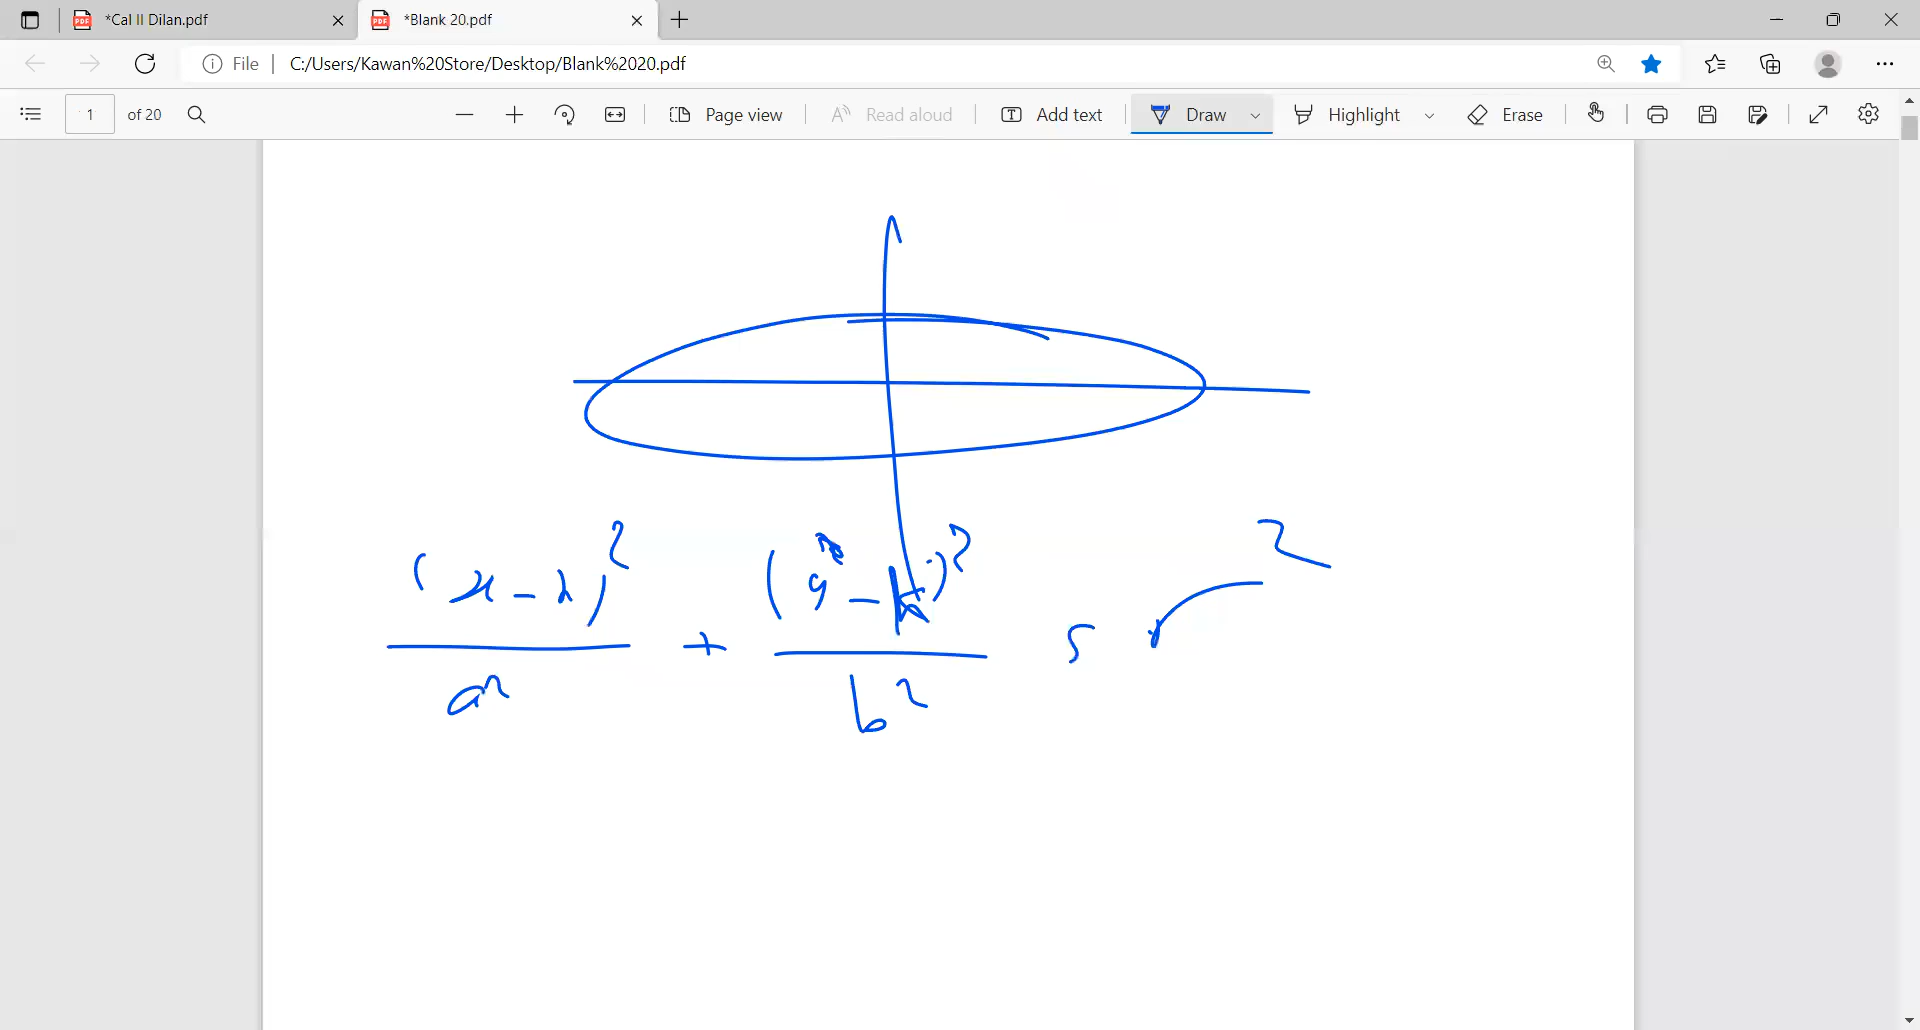 *Cal II Dilan.pdf *Blank 20.pdf
File C:/Users/Kawan%20Store/Desktop/Blank%2020.pdf
1 of 20 Page view Read aloud Add text Draw Highlight Erase
(x - h)² / a² + (y - k)² / b² = r²